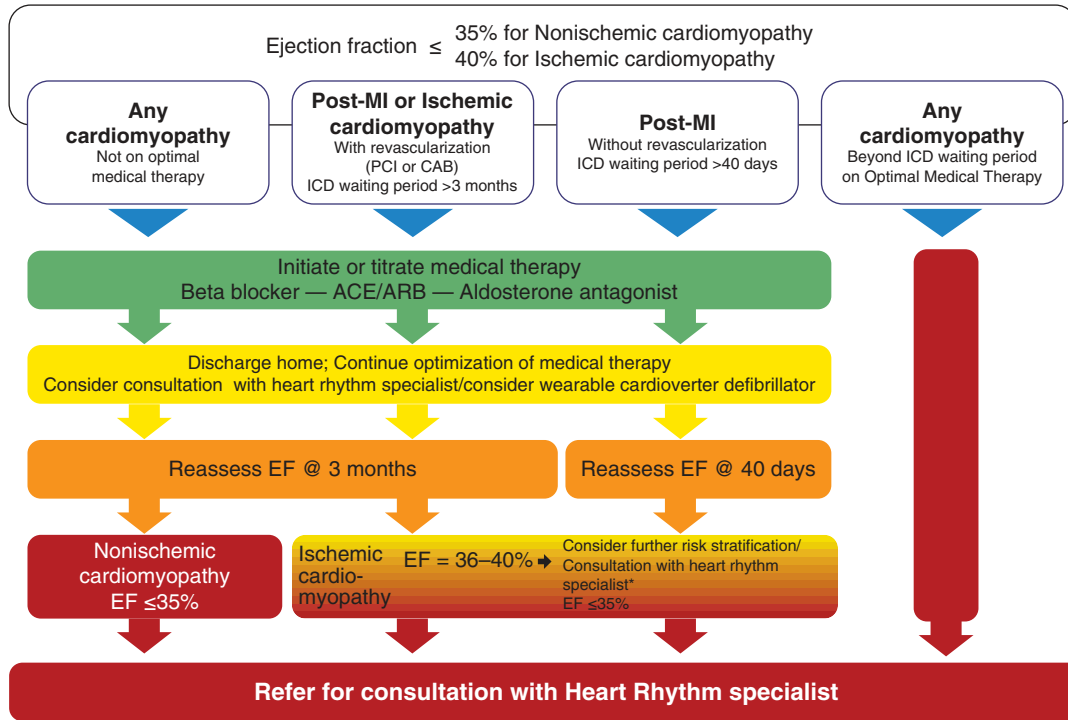 Ejection fraction ≤
35% for Nonischemic cardiomyopathy
40% for Ischemic cardiomyopathy
Any
cardiomyopathy
Not on optimal
medical therapy
Post-MI or Ischemic
cardiomyopathy
With revascularization
(PCI or CAB)
ICD waiting period >3 months
Post-MI
Without revascularization
ICD waiting period >40 days
Any
cardiomyopathy
Beyond ICD waiting period
on Optimal Medical Therapy
Initiate or titrate medical therapy
Beta blocker — ACE/ARB — Aldosterone antagonist
Discharge home; Continue optimization of medical therapy
Consider consultation with heart rhythm specialist/consider wearable cardioverter defibrillator
Reassess EF @ 3 months
Reassess EF @ 40 days
Nonischemic
cardiomyopathy
EF ≤35%
Ischemic
cardio-
myopathy
EF = 36–40%
Consider further risk stratification/
Consultation with heart rhythm
specialist*
EF ≤35%
Refer for consultation with Heart Rhythm specialist